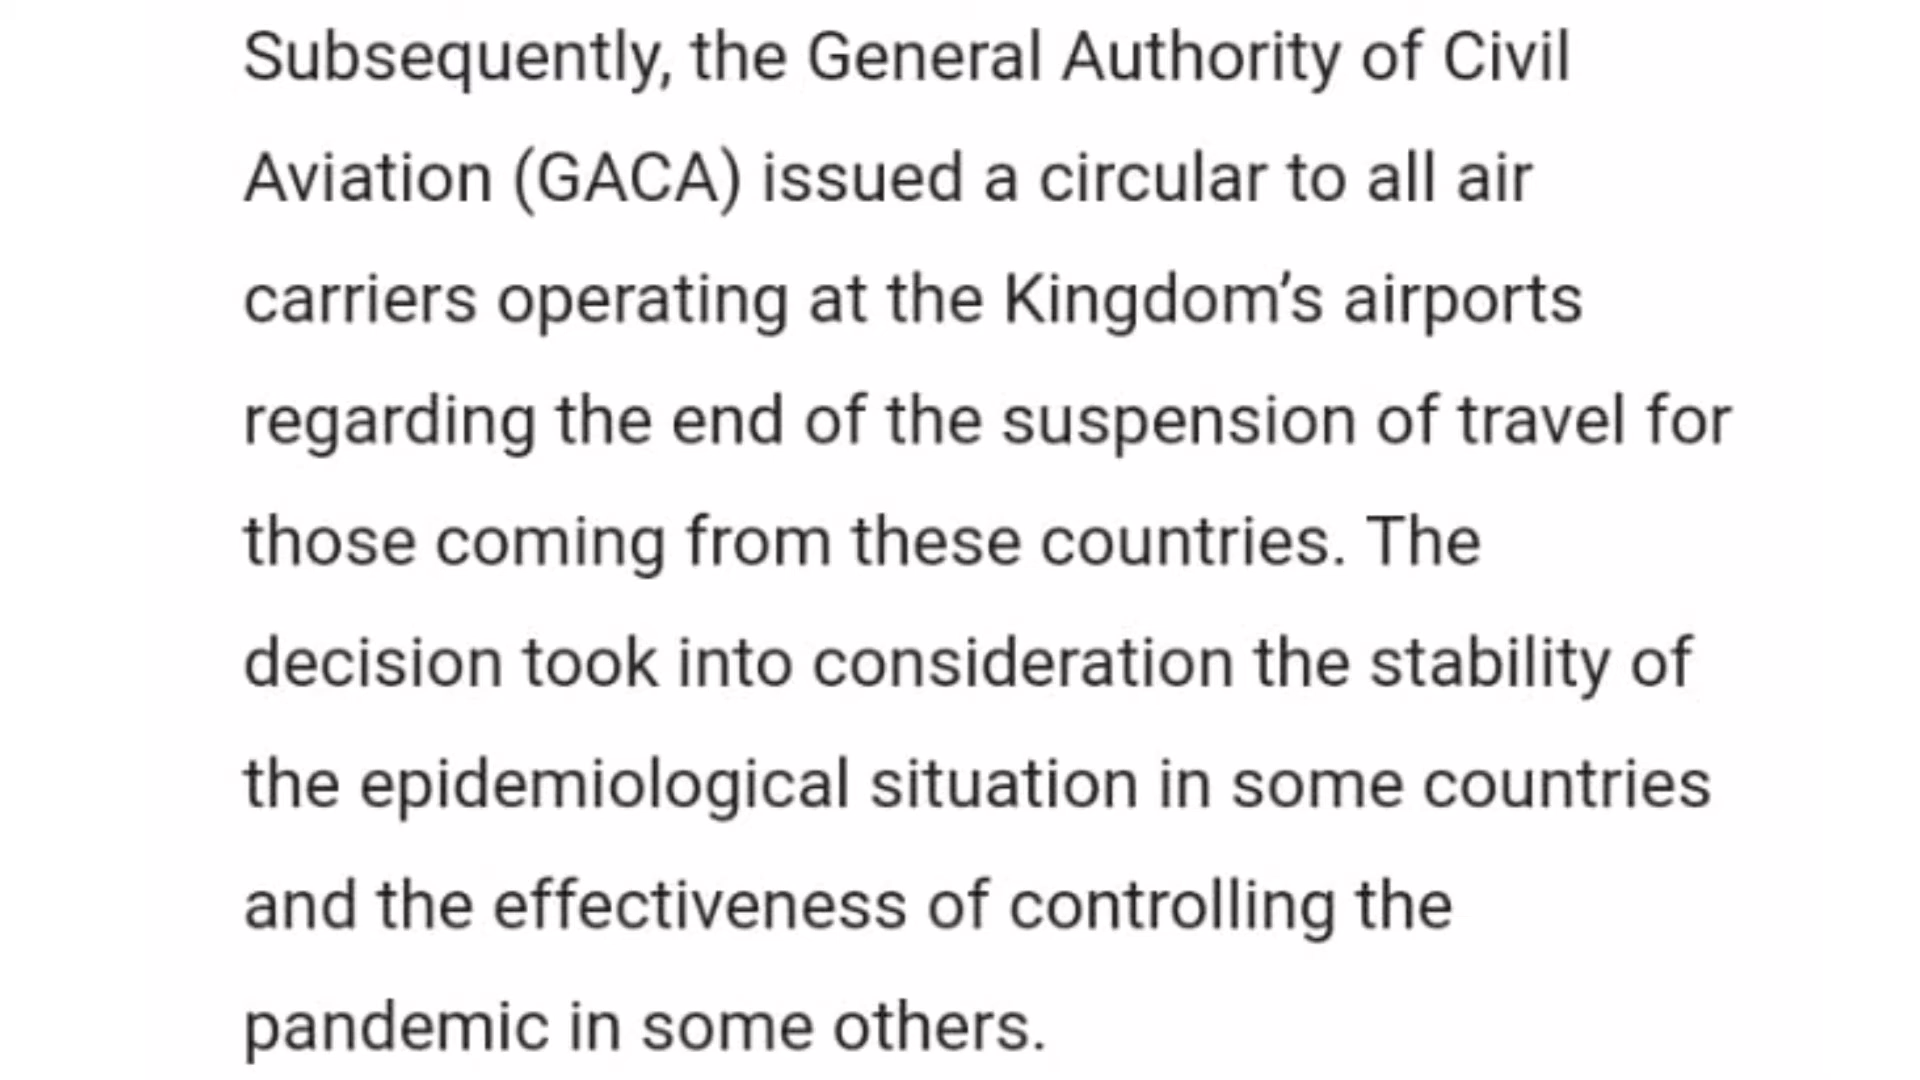 Subsequently, the General Authority of Civil
Aviation (GACA) issued a circular to all air
carriers operating at the Kingdom’s airports
regarding the end of the suspension of travel for
those coming from these countries. The
decision took into consideration the stability of
the epidemiological situation in some countries
and the effectiveness of controlling the
pandemic in some others.